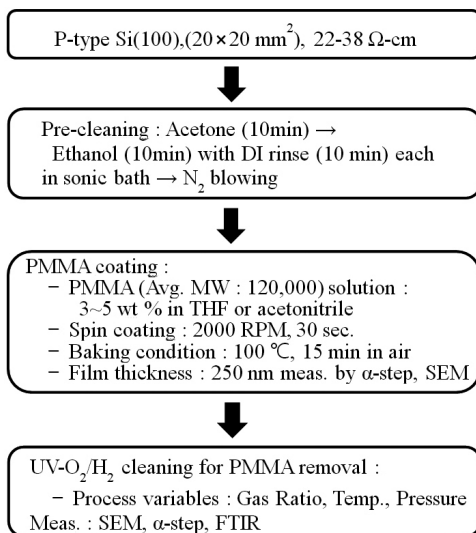 P-type Si(100),(20×20 mm²), 22-38 Ω-cm
Pre-cleaning : Acetone (10min) →
Ethanol (10min) with DI rinse (10 min) each
in sonic bath → N₂ blowing
PMMA coating :
− PMMA (Avg. MW : 120,000) solution :
3~5 wt % in THF or acetonitrile
− Spin coating : 2000 RPM, 30 sec.
− Baking condition : 100 ℃, 15 min in air
− Film thickness : 250 nm meas. by α-step, SEM
UV-O₂/H₂ cleaning for PMMA removal :
− Process variables : Gas Ratio, Temp., Pressure
Meas. : SEM, α-step, FTIR